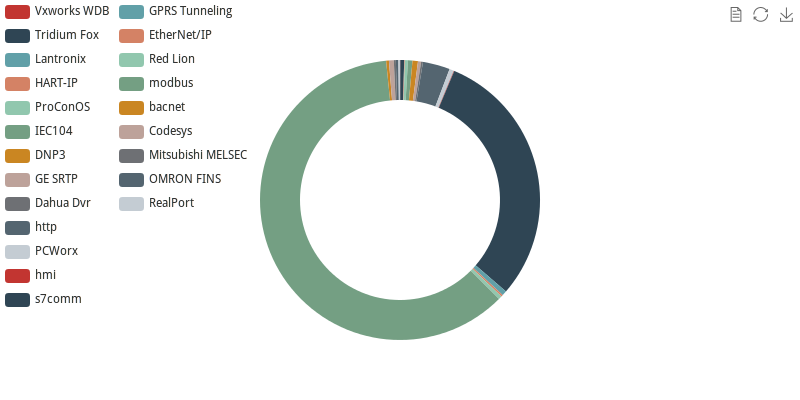 Vxworks WDB
Tridium Fox
Lantronix
HART-IP
ProConOS
IEC104
DNP3
GE SRTP
Dahua Dvr
http
PCWorx
hmi
s7comm
GPRS Tunneling
EtherNet/IP
Red Lion
modbus
bacnet
Codesys
Mitsubishi MELSEC
OMRON FINS
RealPort